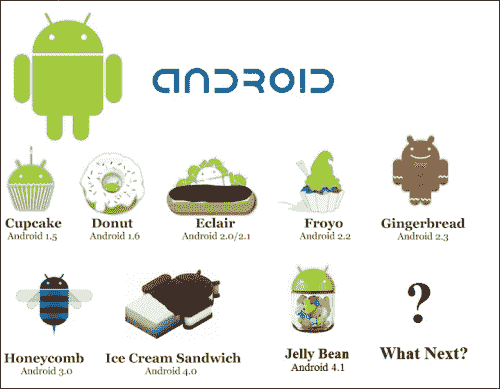 ANDROID
Cupcake
Android 1.5
Donut
Android 1.6
Eclair
Android 2.0/2.1
Froyo
Android 2.2
Gingerbread
Android 2.3
Honeycomb
Android 3.0
Ice Cream Sandwich
Android 4.0
Jelly Bean
Android 4.1
?
What Next?